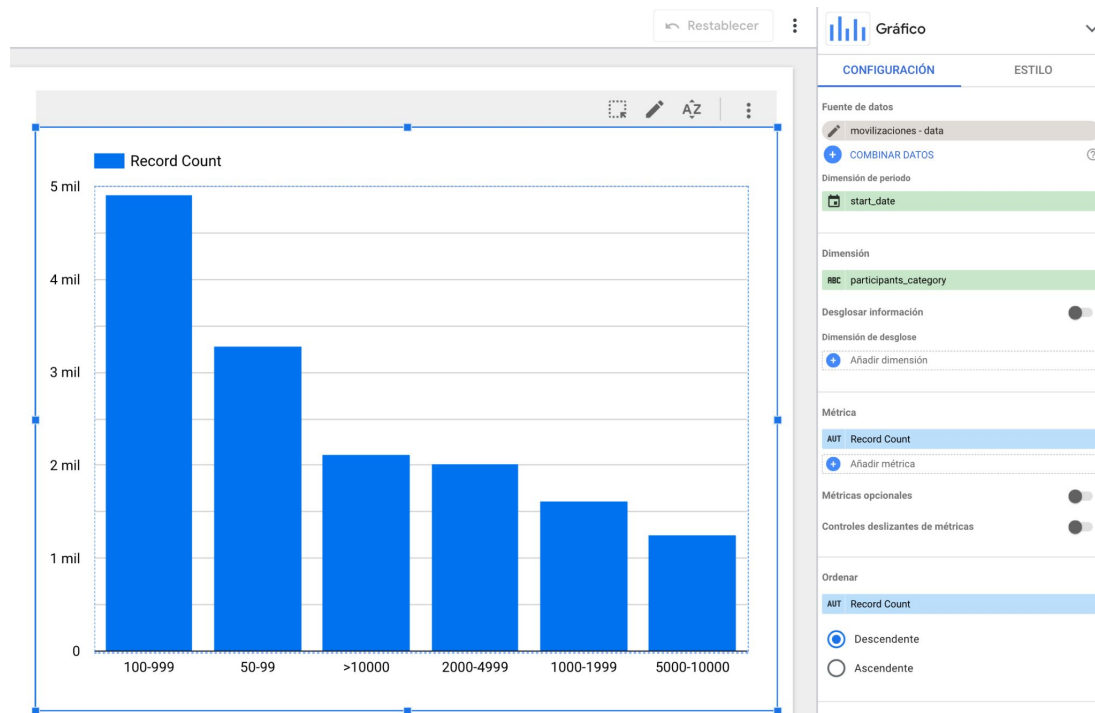 Restablecer
Record Count
5 mil
4 mil
3 mil
2 mil
1 mil
0
100-999 50-99 >10000 2000-4999 1000-1999 5000-10000
Gráfico
CONFIGURACIÓN ESTILO
Fuente de datos
movilizaciones - data
COMBINAR DATOS
Dimensión de periodo
start_date
Dimensión
ABC participants_category
Desglosar información
Dimensión de desglose
Añadir dimensión
Métrica
AUT Record Count
Añadir métrica
Métricas opcionales
Controles deslizantes de métricas
Ordenar
AUT Record Count
Descendente
Ascendente